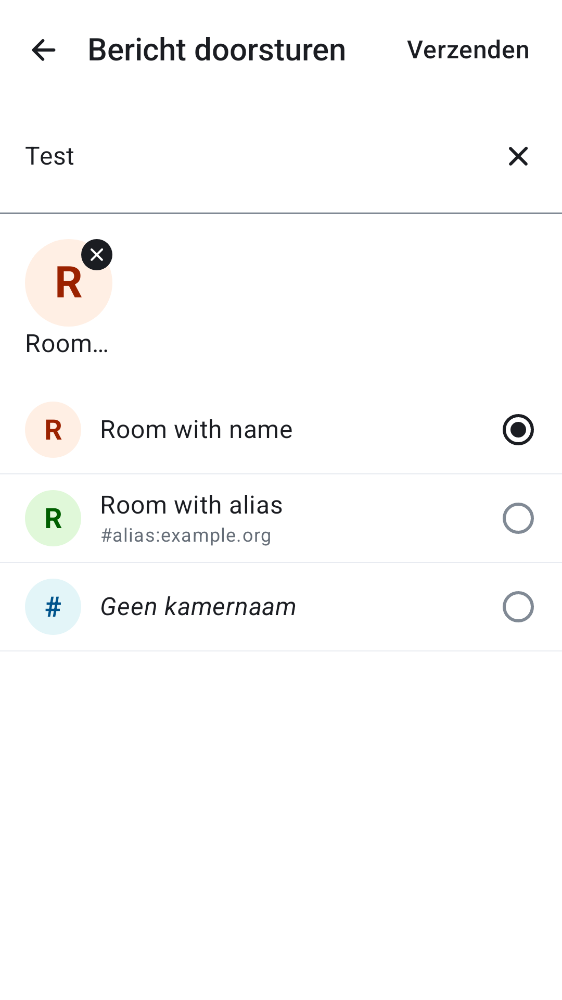 Bericht doorsturen Verzenden
Test
R
Room…
R Room with name
R Room with alias
#alias:example.org
# Geen kamernaam